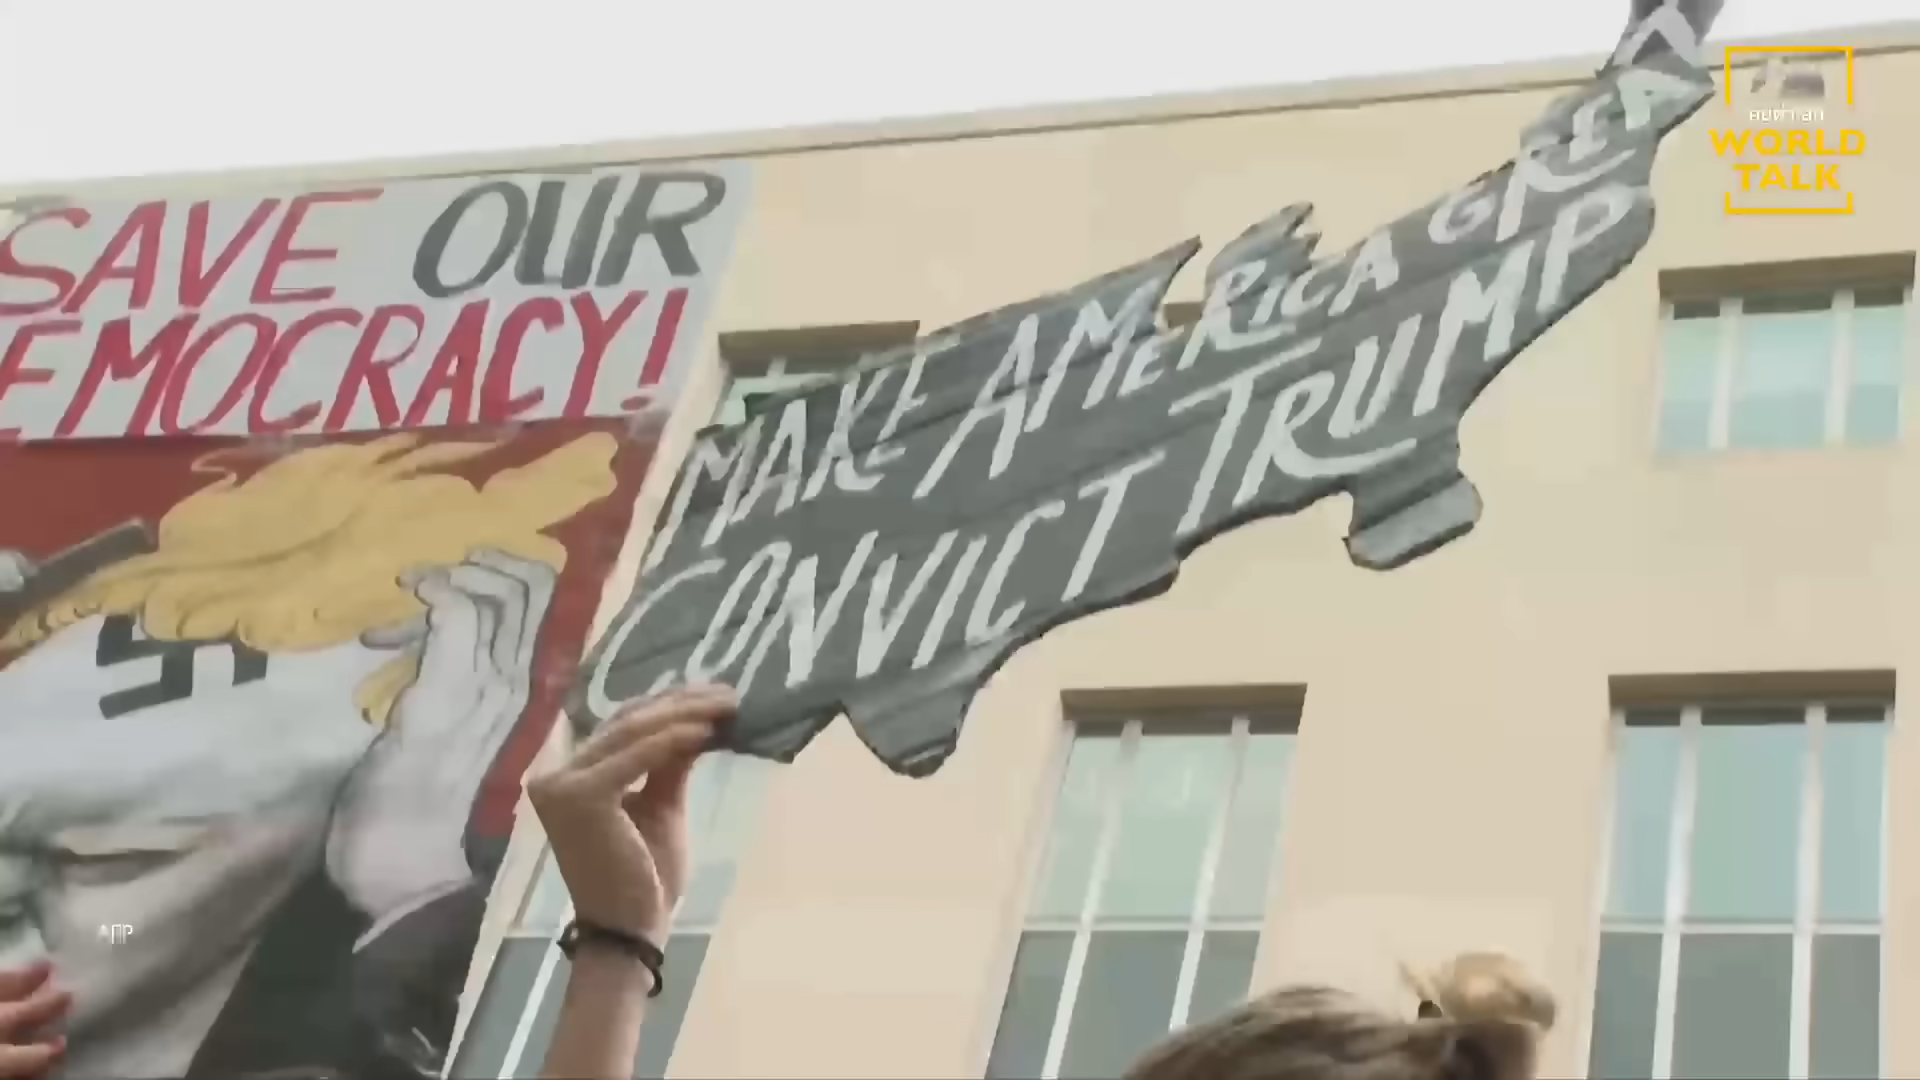 SAVE OUR
EMOCRACY!
MAKE AMERICA GREA
CONVICT TRUMP
WORLD
TALK